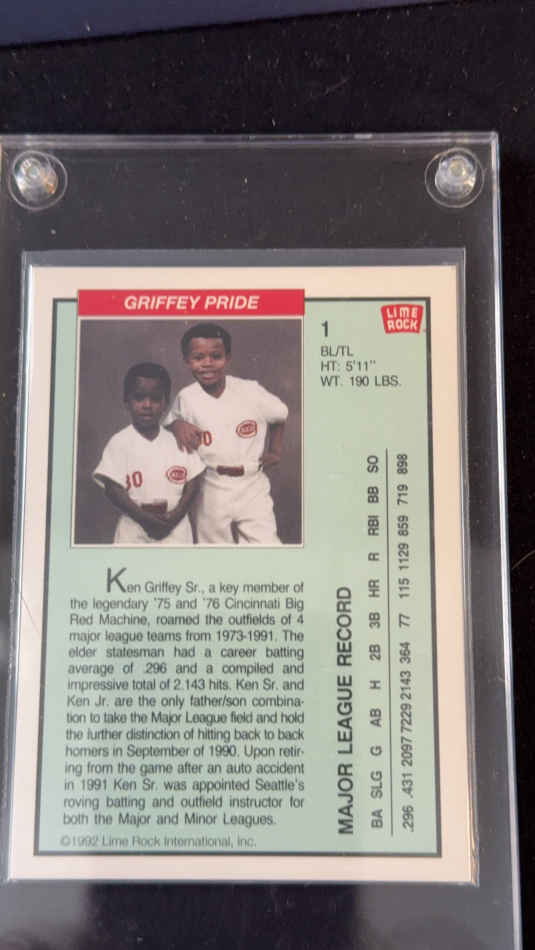 GRIFFEY PRIDE
LIME
ROCK
1
BL/TL
HT: 5'11"
WT. 190 LBS.
30
REDS
30
REDS
Ken Griffey Sr., a key member of
the legendary '75 and '76 Cincinnati Big
Red Machine, roamed the outfields of 4
major league teams from 1973-1991. The
elder statesman had a career batting
average of .296 and a compiled and
impressive total of 2.143 hits. Ken Sr. and
Ken Jr. are the only father/son combina-
tion to take the Major League field and hold
the further distinction of hitting back to back
homers in September of 1990. Upon retir-
ing from the game after an auto accident
in 1991 Ken Sr. was appointed Seattle's
roving batting and outfield instructor for
both the Major and Minor Leagues.
©1992 Lime Rock International, Inc.
MAJOR LEAGUE RECORD
BA SLG G AB H 2B 3B HR R RBI BB SO
.296 .431 2097 7229 2143 364 77 115 1129 859 719 898